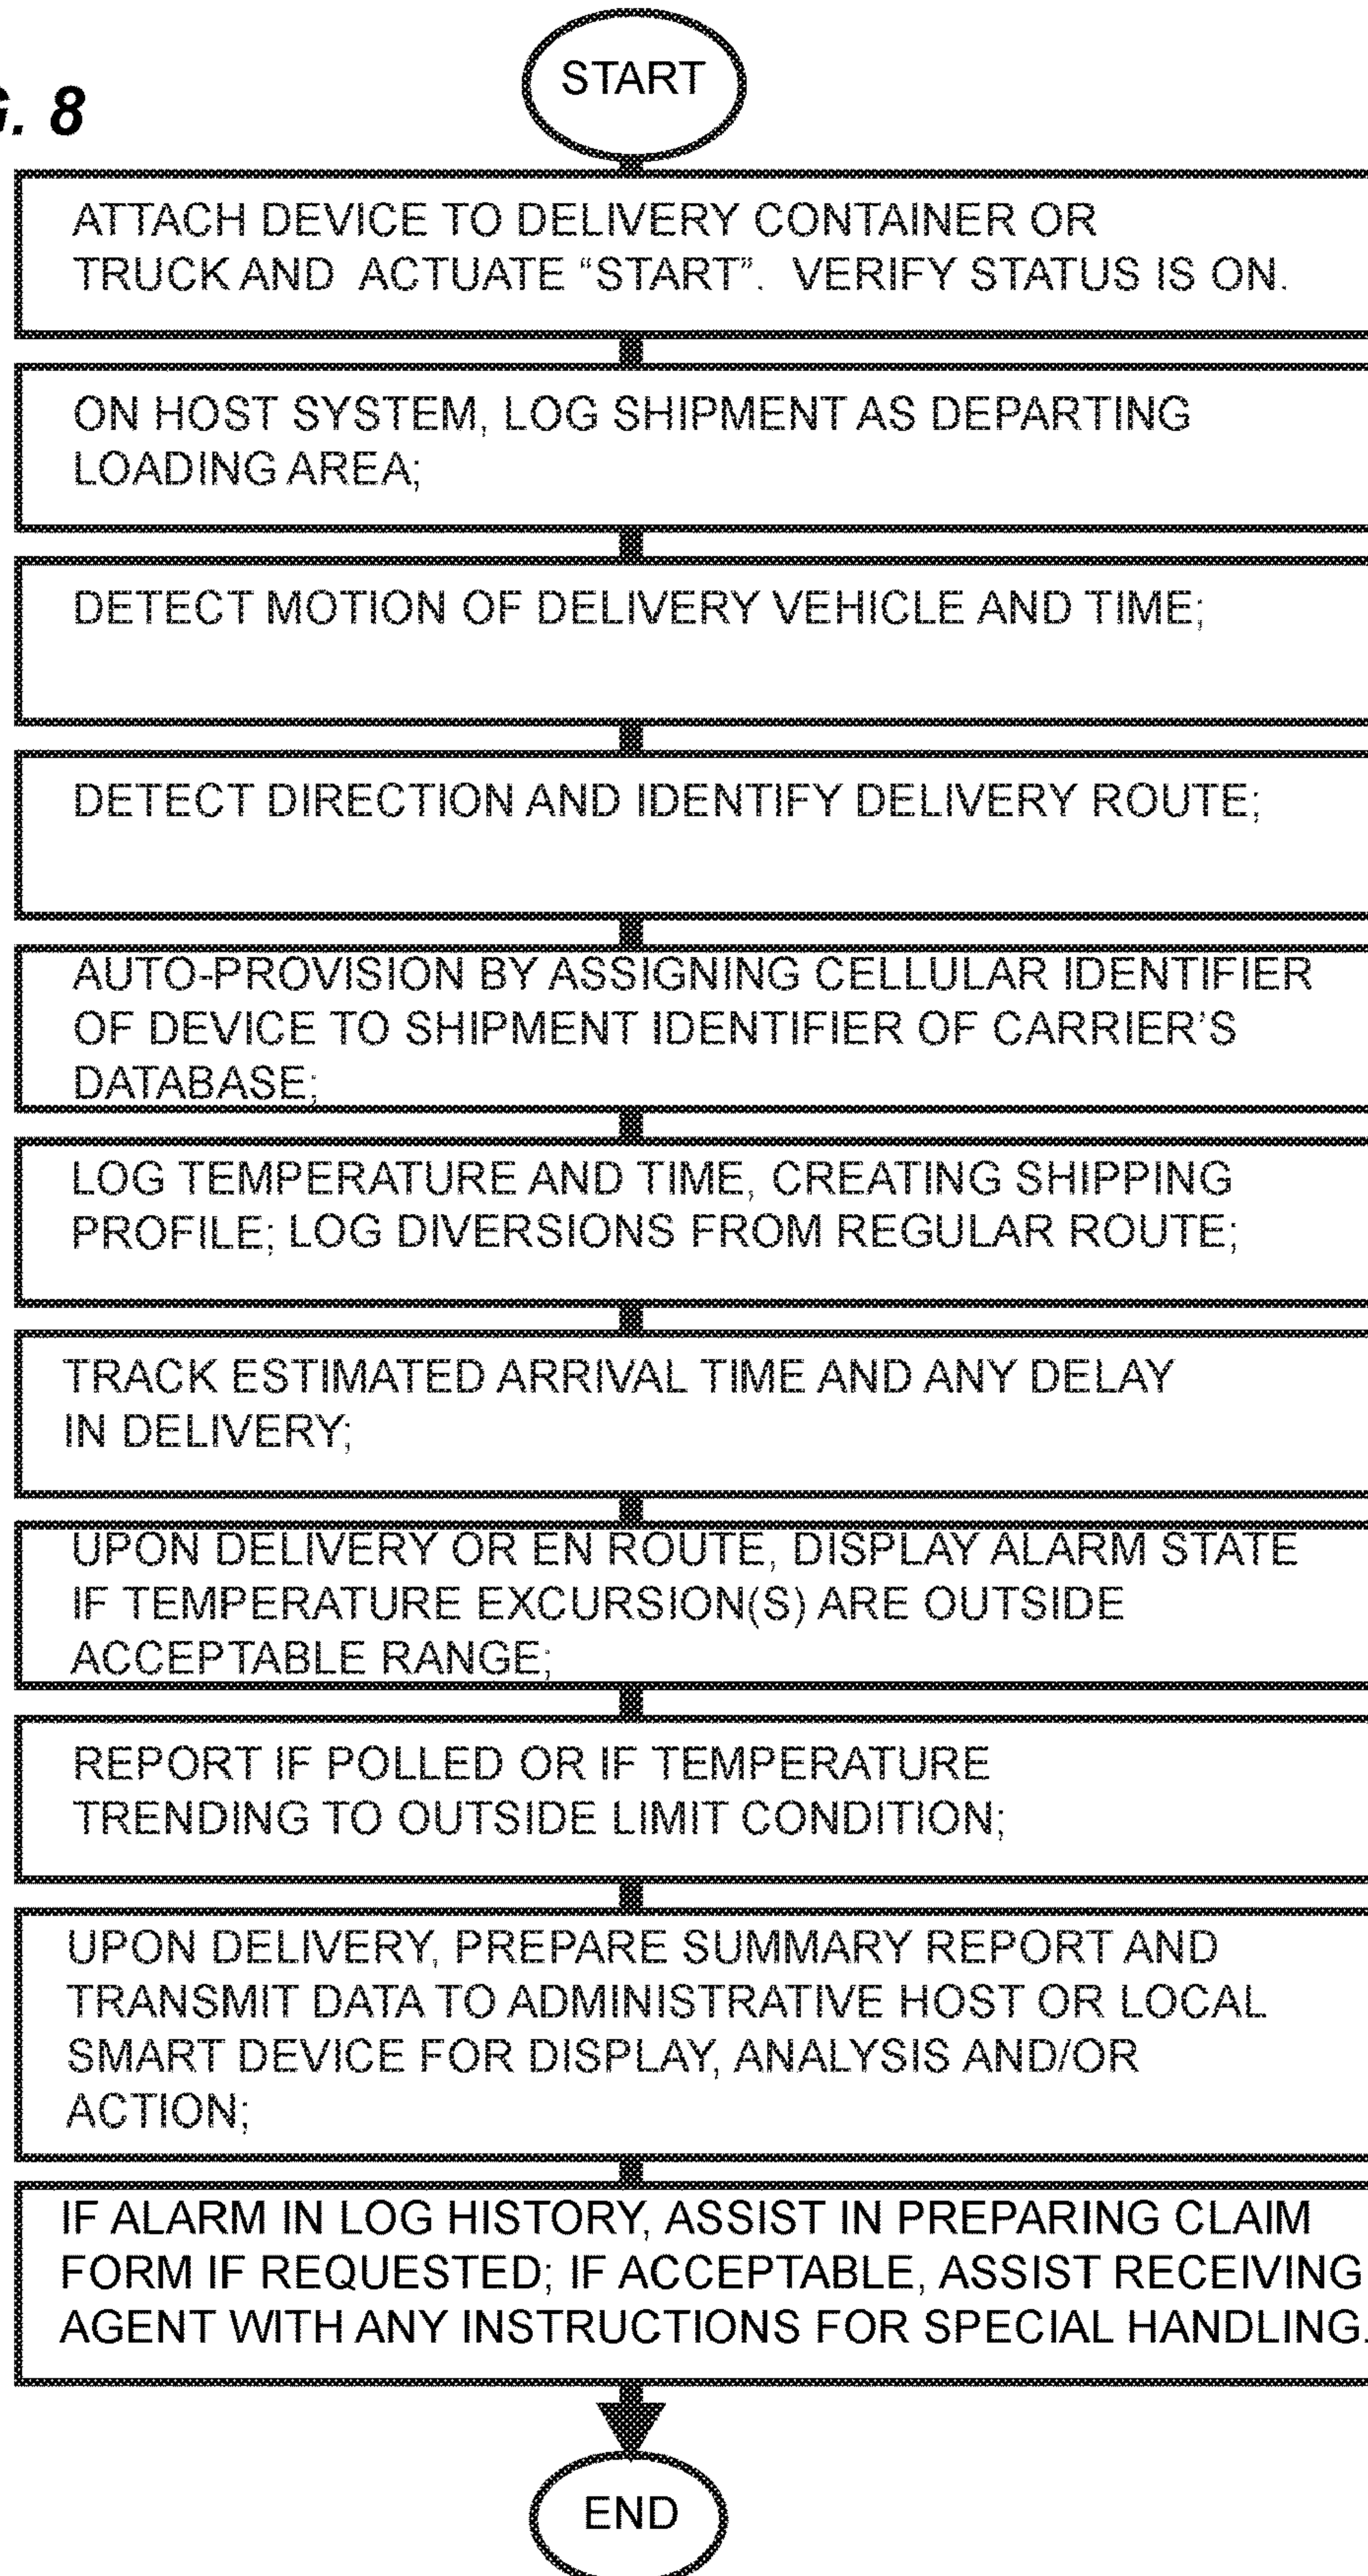 G. 8
START
ATTACH DEVICE TO DELIVERY CONTAINER OR
TRUCK AND ACTUATE “START”. VERIFY STATUS IS ON.
ON HOST SYSTEM, LOG SHIPMENT AS DEPARTING
LOADING AREA;
DETECT MOTION OF DELIVERY VEHICLE AND TIME;
DETECT DIRECTION AND IDENTIFY DELIVERY ROUTE;
AUTO-PROVISION BY ASSIGNING CELLULAR IDENTIFIER
OF DEVICE TO SHIPMENT IDENTIFIER OF CARRIER’S
DATABASE;
LOG TEMPERATURE AND TIME, CREATING SHIPPING
PROFILE; LOG DIVERSIONS FROM REGULAR ROUTE;
TRACK ESTIMATED ARRIVAL TIME AND ANY DELAY
IN DELIVERY;
UPON DELIVERY OR EN ROUTE, DISPLAY ALARM STATE
IF TEMPERATURE EXCURSION(S) ARE OUTSIDE
ACCEPTABLE RANGE;
REPORT IF POLLED OR IF TEMPERATURE
TRENDING TO OUTSIDE LIMIT CONDITION;
UPON DELIVERY, PREPARE SUMMARY REPORT AND
TRANSMIT DATA TO ADMINISTRATIVE HOST OR LOCAL
SMART DEVICE FOR DISPLAY, ANALYSIS AND/OR
ACTION;
IF ALARM IN LOG HISTORY, ASSIST IN PREPARING CLAIM
FORM IF REQUESTED; IF ACCEPTABLE, ASSIST RECEIVING
AGENT WITH ANY INSTRUCTIONS FOR SPECIAL HANDLING.
END